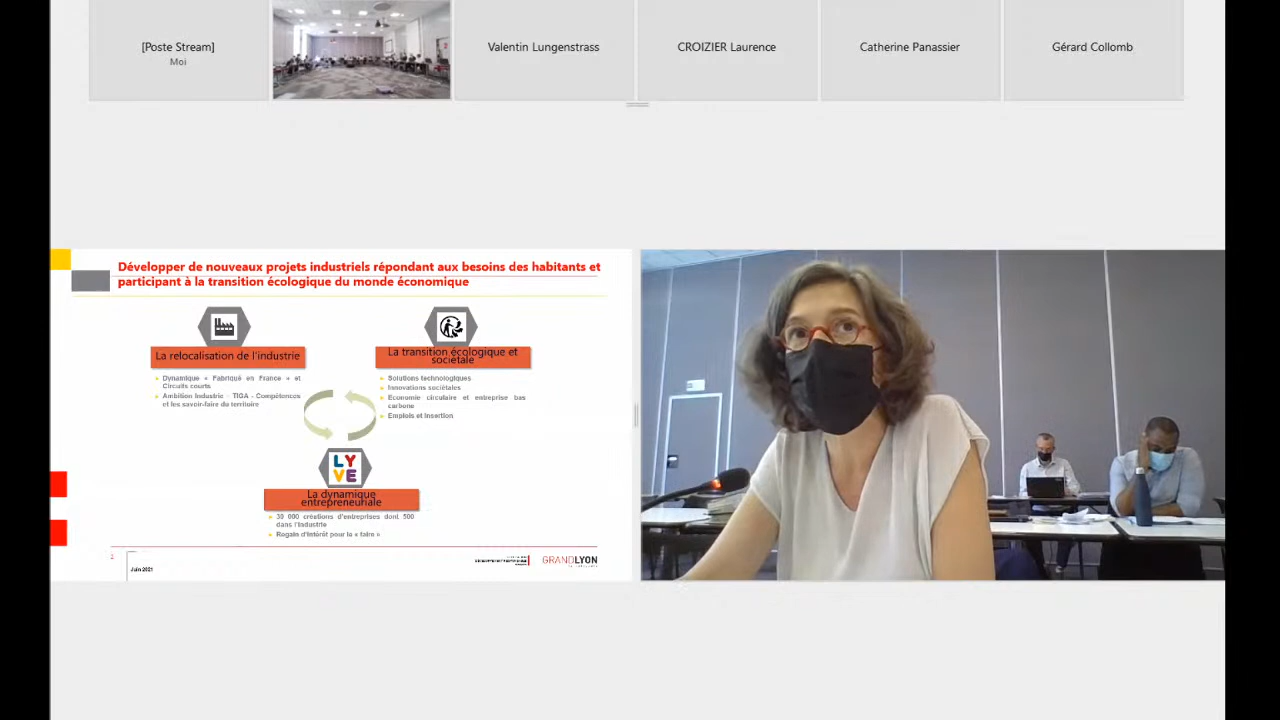 [Poste Stream]
Moi
Valentin Lungenstrass
CROIZIER Laurence
Catherine Panassier
Gérard Collomb
Développer de nouveaux projets industriels répondant aux besoins des habitants et
participant à la transition écologique du monde économique
La relocalisation de l'industrie
Dynamique « Fabriqué en France » et
Circuits courts
Ambition Industrie - TIGA - Compétences
et les savoir-faire du territoire
La transition écologique et
sociétale
Solutions technologiques
Innovations sociétales
Economie circulaire et entreprise bas
carbone
Emplois et insertion
LY
VE
La dynamique
entrepreneuriale
30 000 créations d'entreprises dont 500
dans l'industrie
Regain d'intérêt pour le « faire »
Juin 2021
GRANDLYON